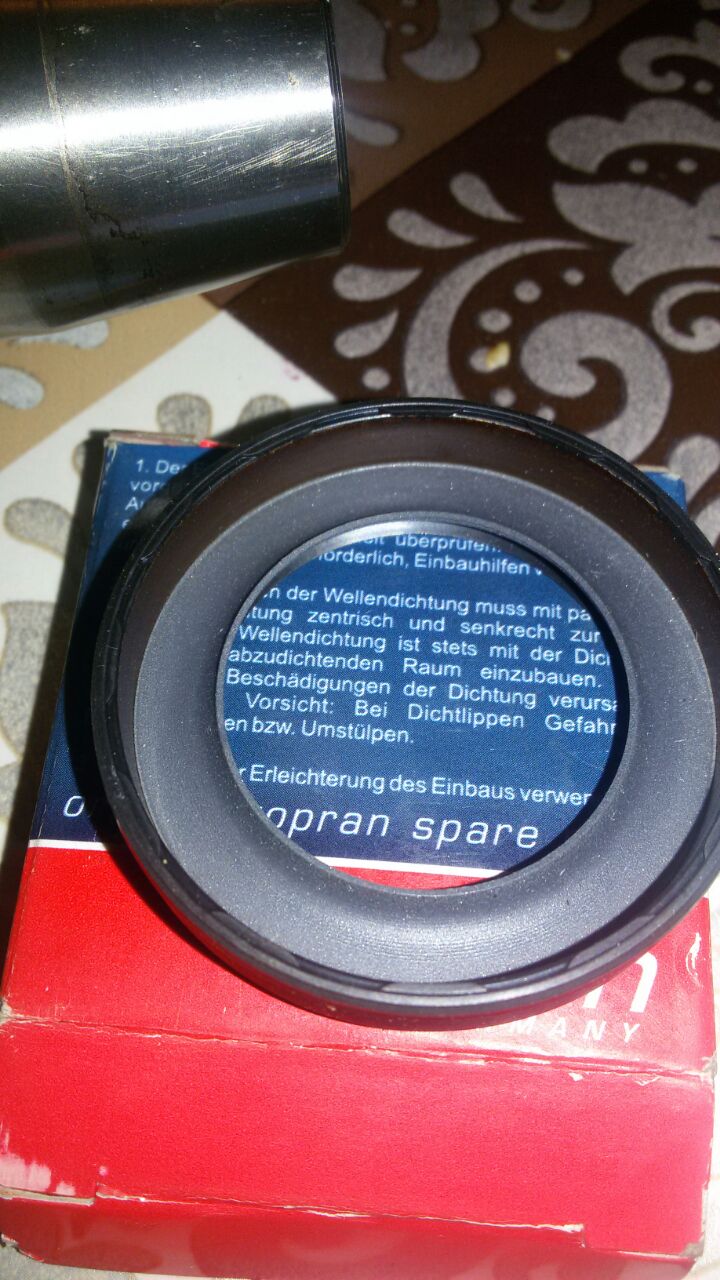 1. De
vor
überprüfen
orderlich, Einbauhilfen v
n der Wellendichtung muss mit pa
tung zentrisch und senkrecht zur
Wellendichtung ist stets mit der Dich
abzudichtenden Raum einzubauen.
Beschädigungen der Dichtung verursa
Vorsicht: Bei Dichtlippen Gefahr
en bzw. Umstülpen.
r Erleichterung des Einbaus verwen
opran spare
MANY